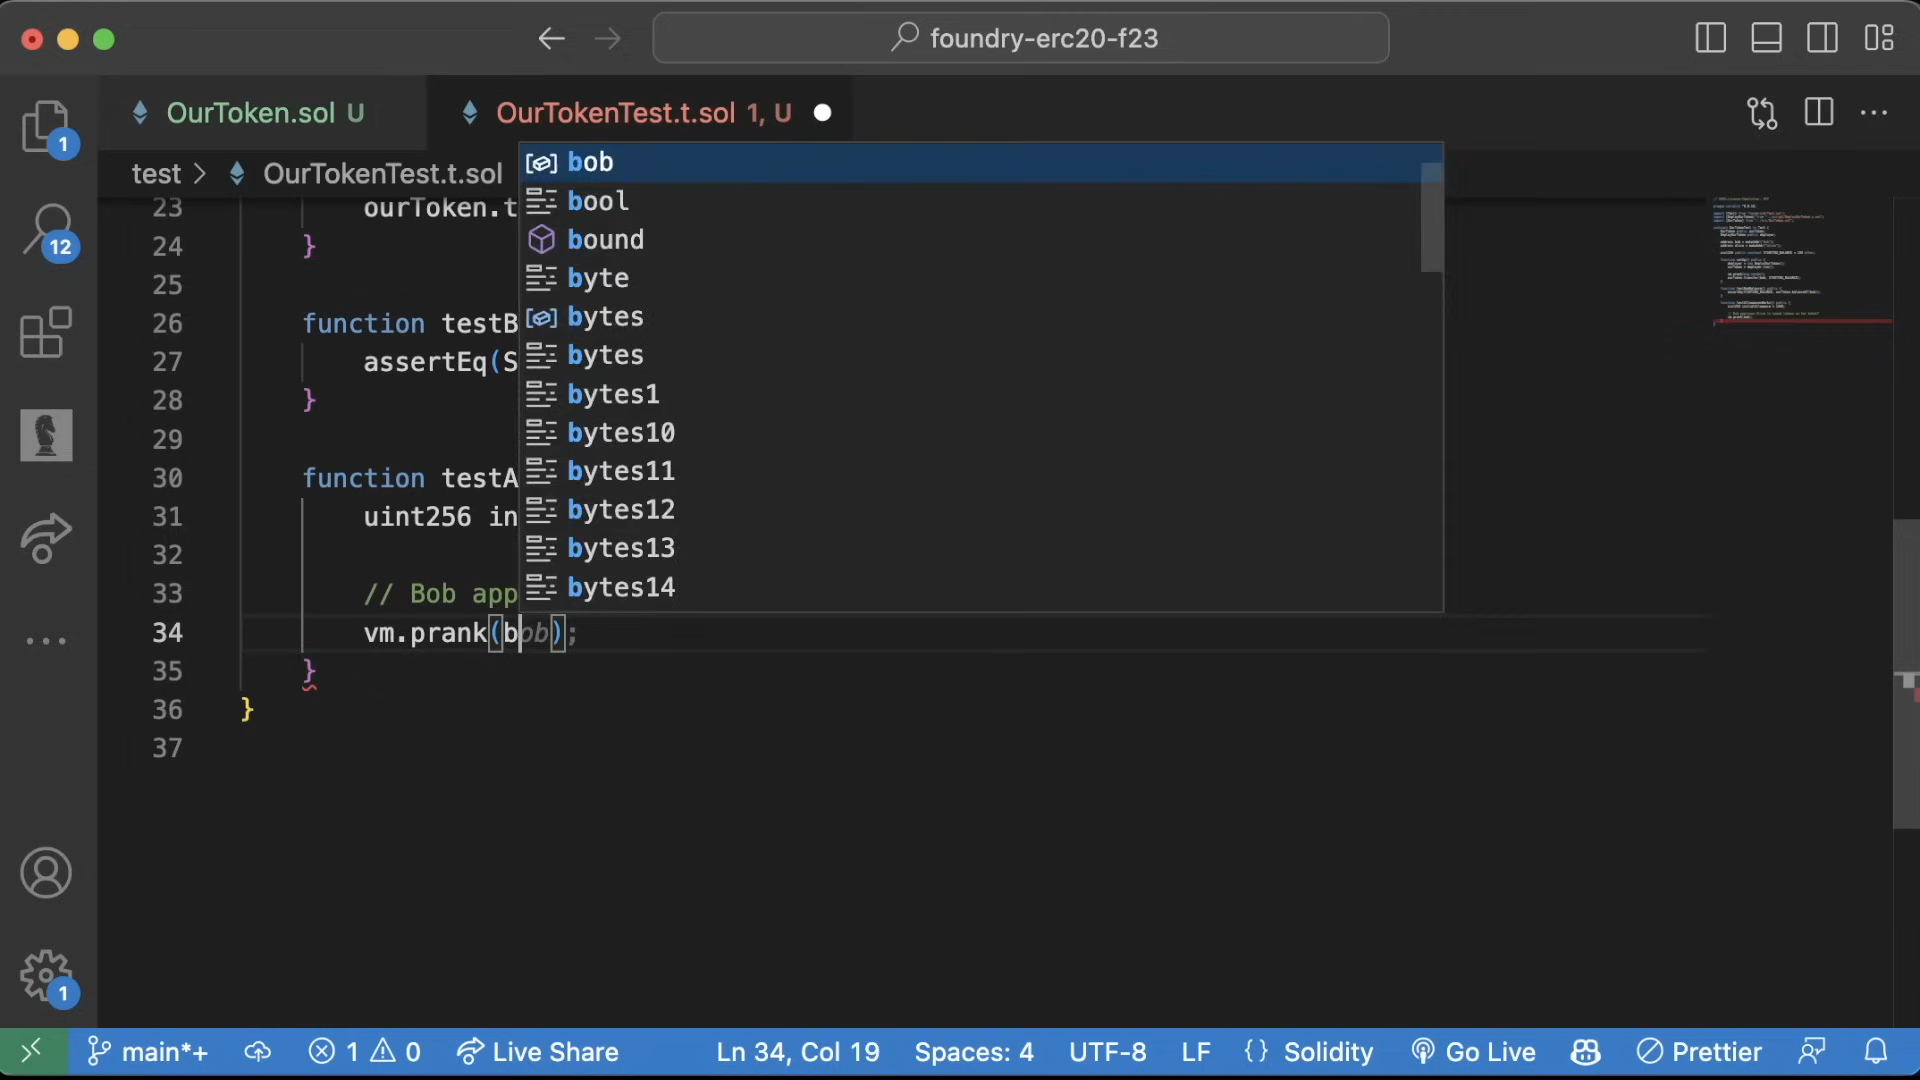 foundry-erc20-f23
OurToken.sol U
OurTokenTest.t.sol 1, U
test > OurTokenTest.t.sol
1
12
1
23 ourToken.t
24 }
25
26 function testB
27 assertEq(S
28 }
29
30 function testA
31 uint256 in
32
33 // Bob app
34 vm.prank(bob);
35 }
36 }
37
bob
bool
bound
byte
bytes
bytes
bytes1
bytes10
bytes11
bytes12
bytes13
bytes14
main*+ 1 0 Live Share Ln 34, Col 19 Spaces: 4 UTF-8 LF {} Solidity Go Live Prettier